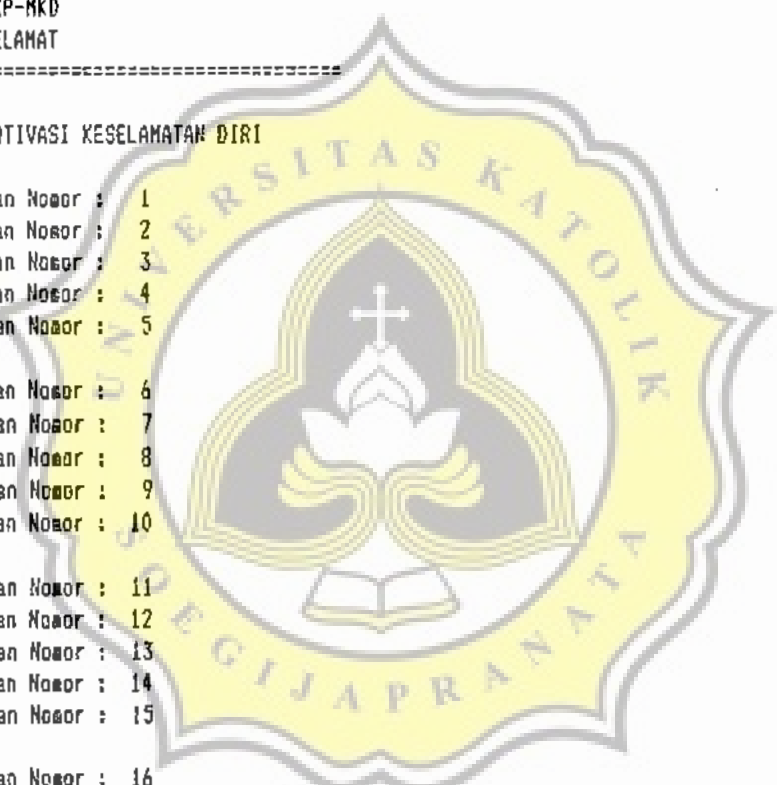 P-MKD
ELAMAT
==============================
TIVASI KESELAMATAN DIRI
an Nomor : 1
an Nomor : 2
an Nomor : 3
an Nomor : 4
an Nomor : 5
an Nomor : 6
an Nomor : 7
an Nomor : 8
an Nomor : 9
an Nomor : 10
an Nomor : 11
an Nomor : 12
an Nomor : 13
an Nomor : 14
an Nomor : 15
an Nomor : 16
UNIVERSITAS KATOLIK
SOEGIJAPRANATA